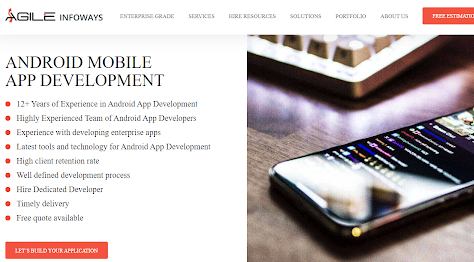 AGILE INFOWAYS
ENTERPRISE GRADE SERVICES HIRE RESOURCES SOLUTIONS PORTFOLIO ABOUT US FREE ESTIMATIO
ANDROID MOBILE
APP DEVELOPMENT
12+ Years of Experience in Android App Development
Highly Experienced Team of Android App Developers
Experience with developing enterprise apps
Latest tools and technology for Android App Development
High client retention rate
Well defined development process
Hire Dedicated Developer
Timely delivery
Free quote available
LET'S BUILD YOUR APPLICATION